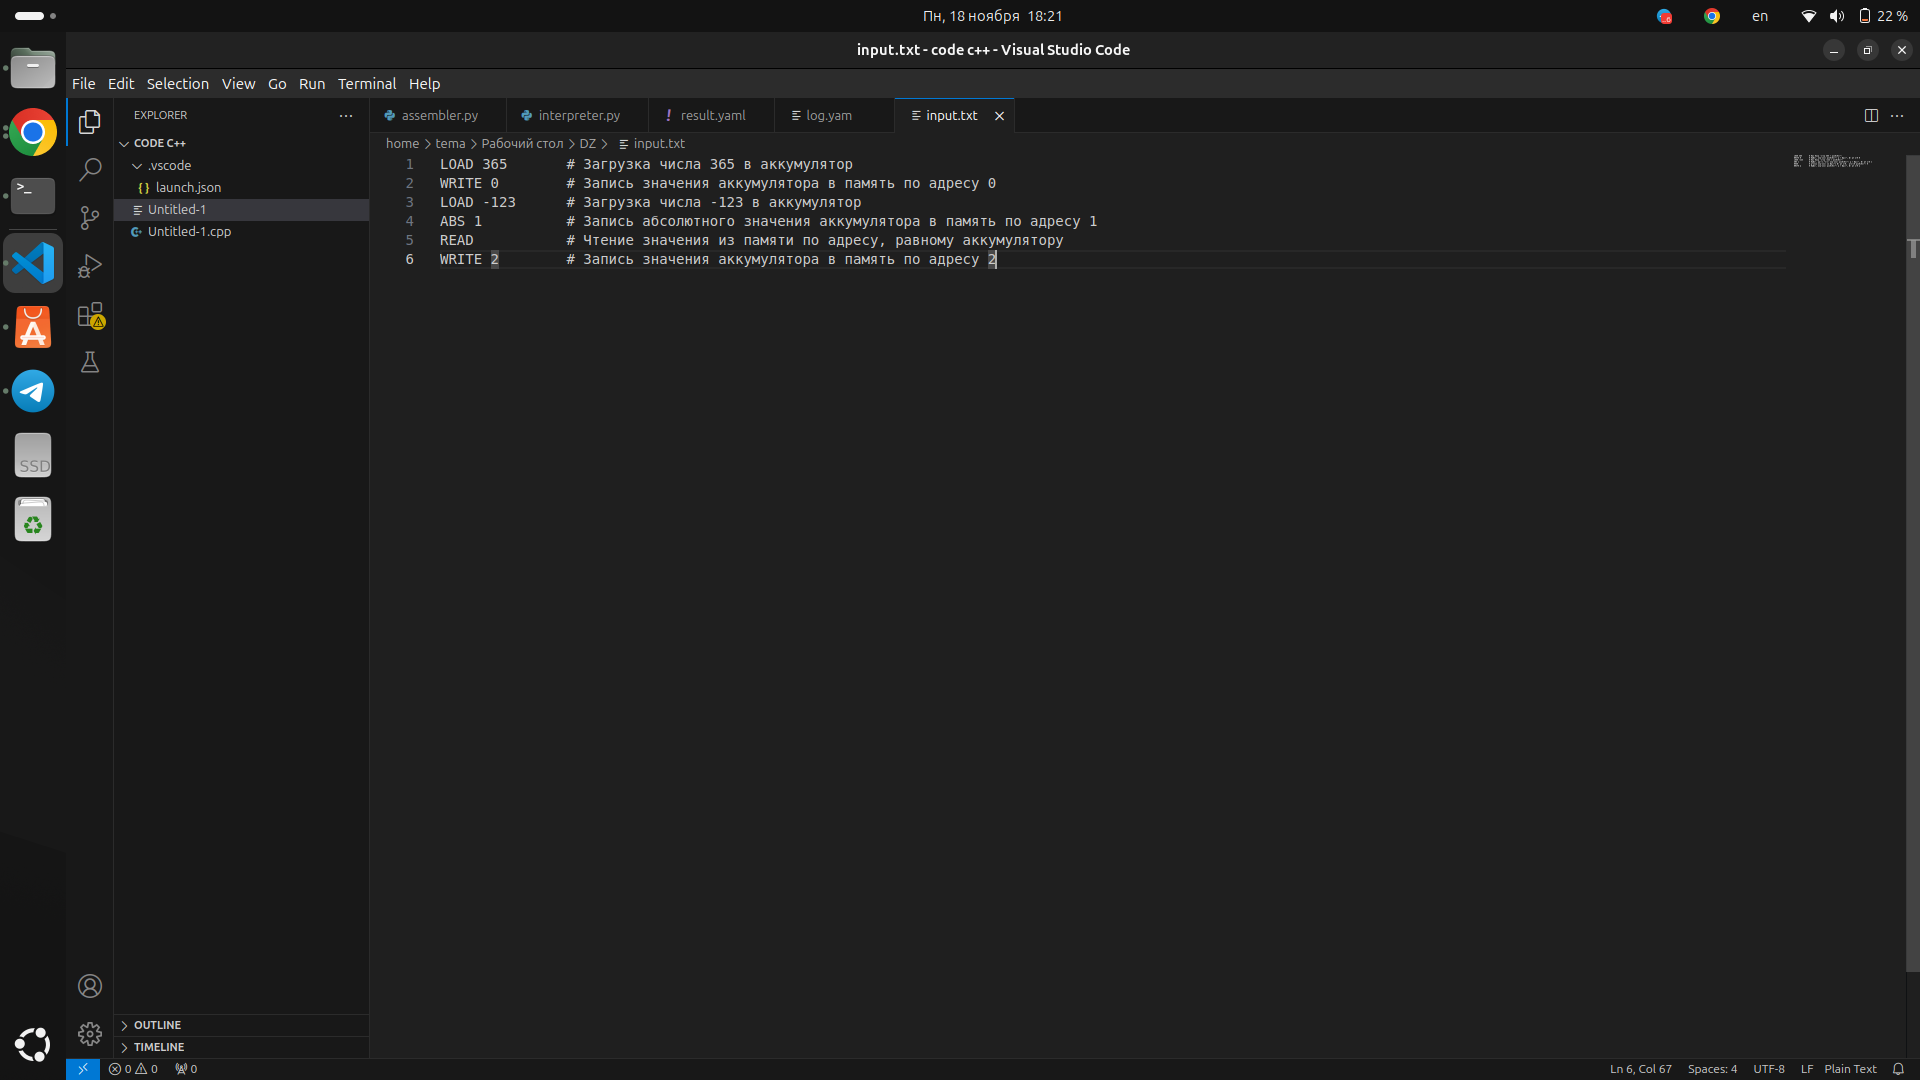 Пн, 18 ноября 18:21
en
22 %
input.txt - code c++ - Visual Studio Code
File Edit Selection View Go Run Terminal Help
EXPLORER
assembler.py
interpreter.py
! result.yaml
log.yam
input.txt
CODE C++
.vscode
{} launch.json
Untitled-1
Untitled-1.cpp
home > tema > Рабочий стол > DZ > input.txt
1 LOAD 365 # Загрузка числа 365 в аккумулятор
2 WRITE 0 # Запись значения аккумулятора в память по адресу 0
3 LOAD -123 # Загрузка числа -123 в аккумулятор
4 ABS 1 # Запись абсолютного значения аккумулятора в память по адресу 1
5 READ # Чтение значения из памяти по адресу, равному аккумулятору
6 WRITE 2 # Запись значения аккумулятора в память по адресу 2
SSD
OUTLINE
TIMELINE
0 0 0
Ln 6, Col 67 Spaces: 4 UTF-8 LF Plain Text